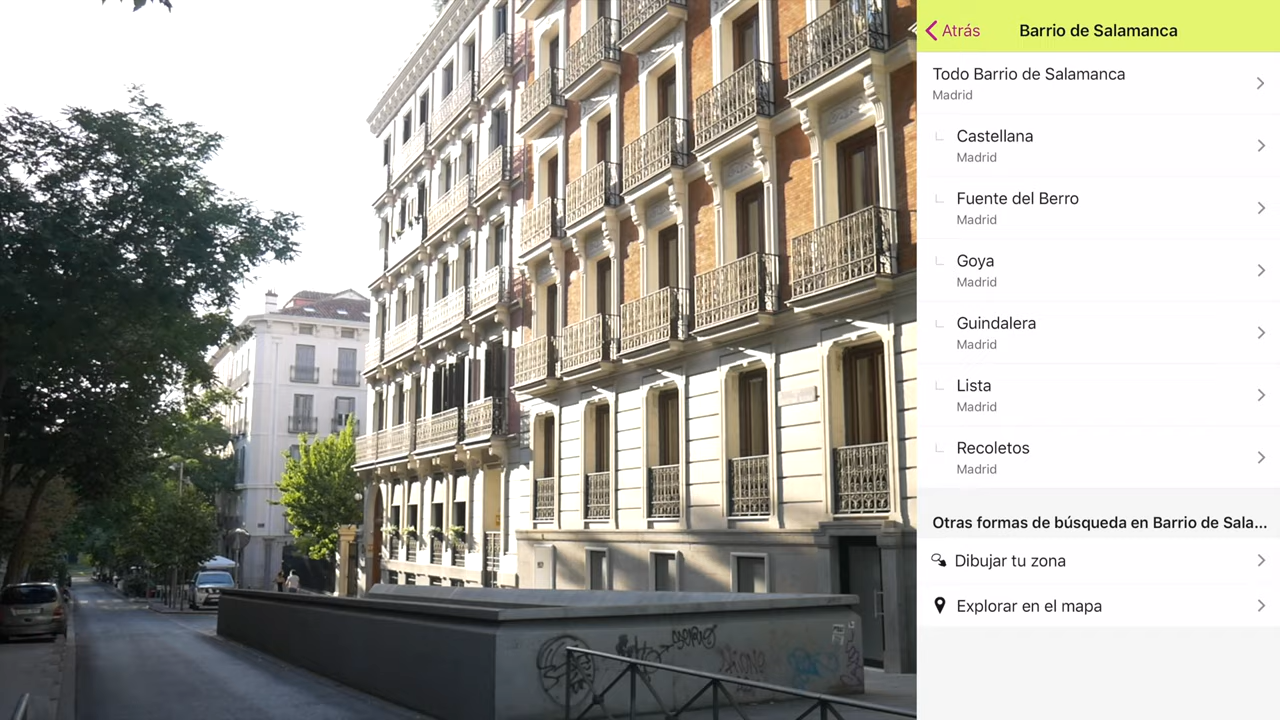 Atrás
Barrio de Salamanca
Todo Barrio de Salamanca
Madrid
Castellana
Madrid
Fuente del Berro
Madrid
Goya
Madrid
Guindalera
Madrid
Lista
Madrid
Recoletos
Madrid
Otras formas de búsqueda en Barrio de Sala...
Dibujar tu zona
Explorar en el mapa